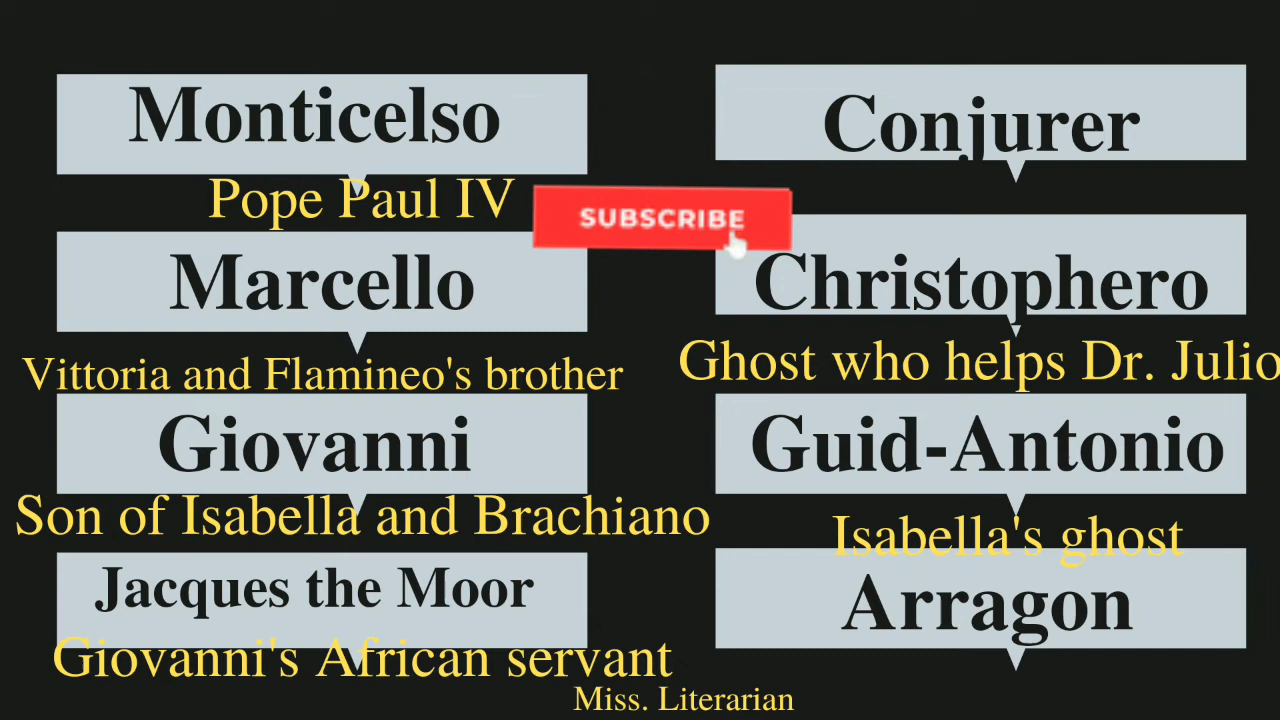 Monticelso
Pope Paul IV
Marcello
Vittoria and Flamineo's brother
Giovanni
Son of Isabella and Brachiano
Jacques the Moor
Giovanni's African servant
SUBSCRIBE
Conjurer
Christophero
Ghost who helps Dr. Julio
Guid-Antonio
Isabella's ghost
Arragon
Miss. Literarian